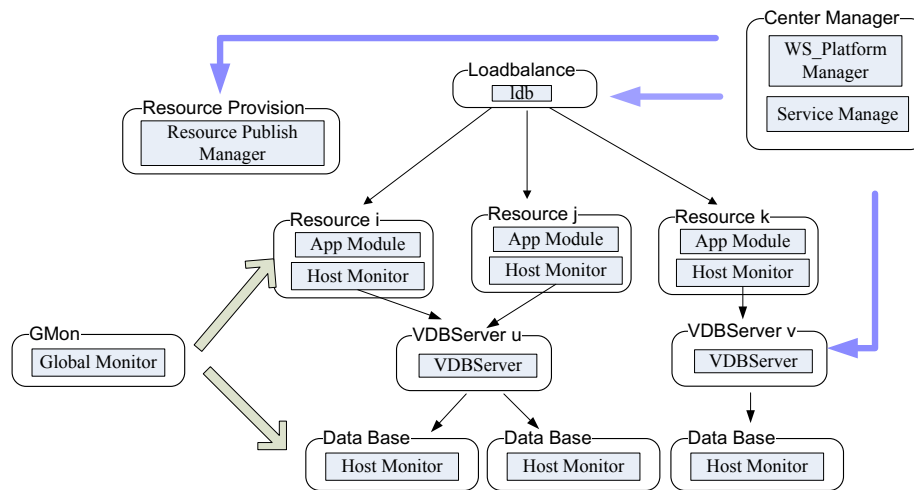 Center Manager
WS_Platform
Manager
Service Manage
Loadbalance
ldb
Resource Provision
Resource Publish
Manager
Resource i
App Module
Host Monitor
Resource j
App Module
Host Monitor
Resource k
App Module
Host Monitor
GMon
Global Monitor
VDBServer u
VDBServer
VDBServer v
VDBServer
Data Base
Host Monitor
Data Base
Host Monitor
Data Base
Host Monitor